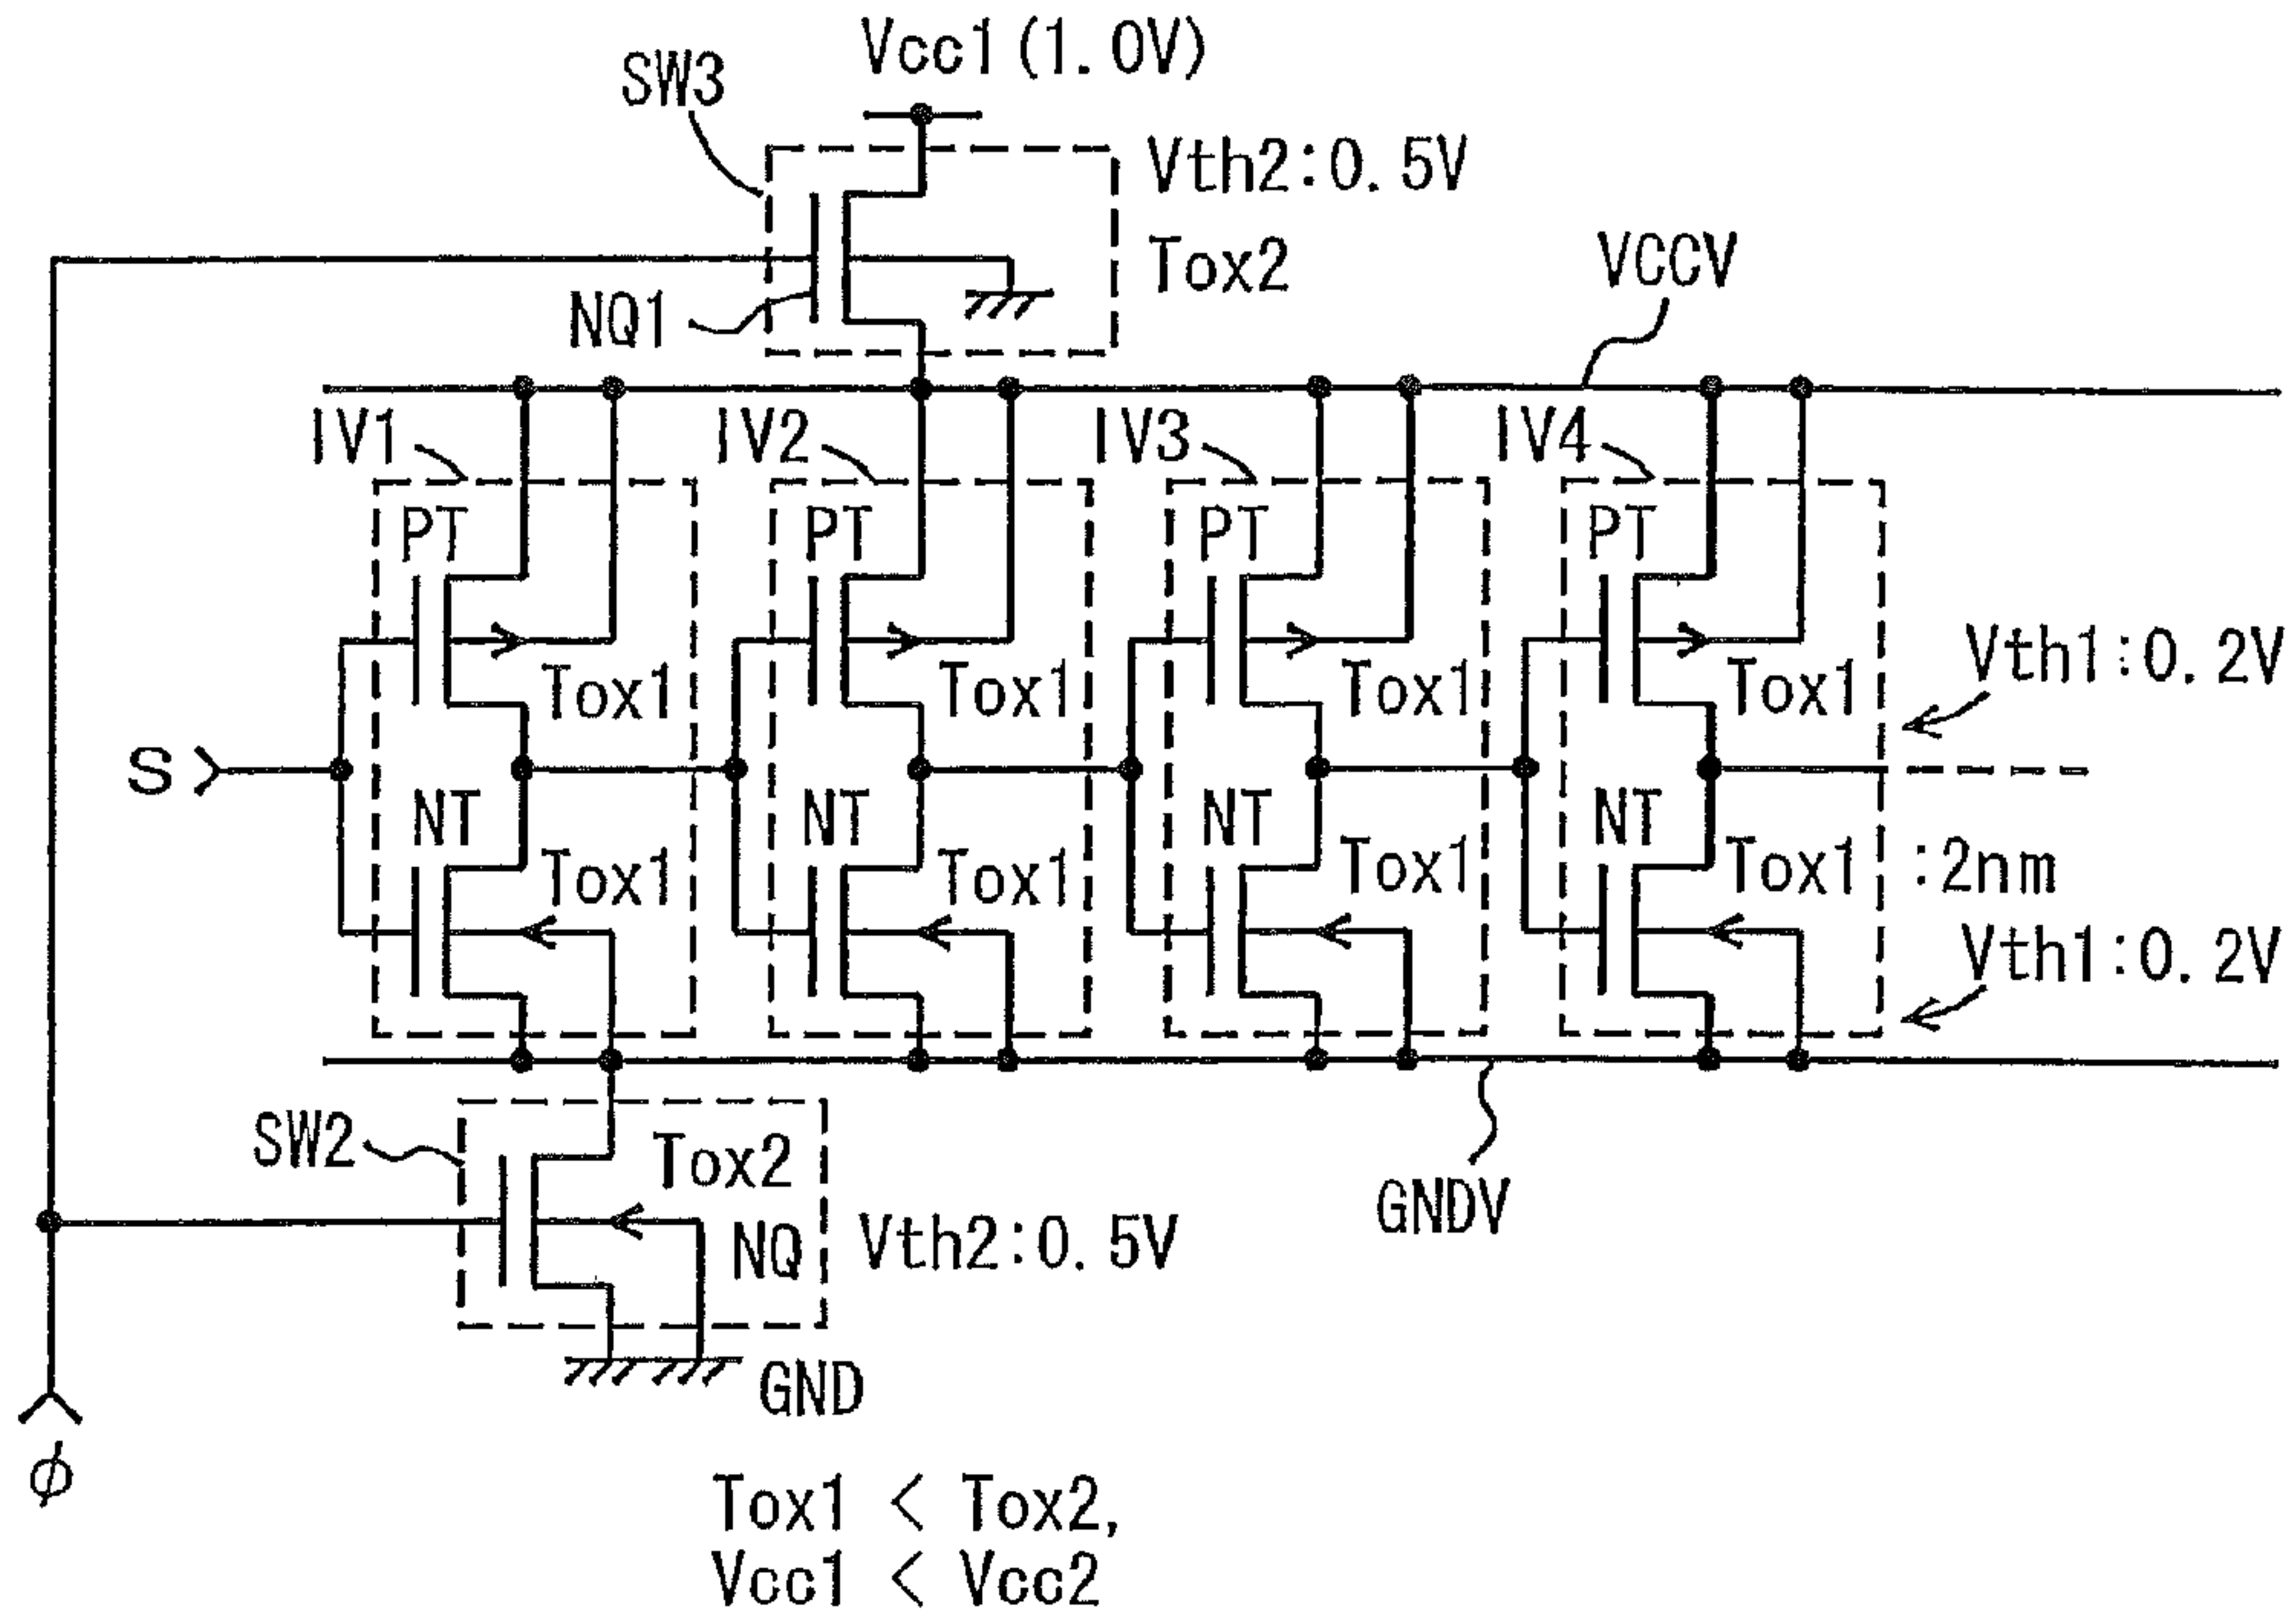 Vcc1(1.0V)
SW3
Vth2:0.5V
Tox2
NQ1
VCCV
IV1
IV2
IV3
IV4
PT
PT
PT
PT
Tox1
Tox1
Tox1
Tox1
Vth1:0.2V
S
NT
NT
NT
NT
Tox1
Tox1
Tox1
Tox1 :2nm
Vth1:0.2V
SW2
Tox2
NQ
Vth2:0.5V
GNDV
GND
ϕ
Tox1 < Tox2,
Vcc1 < Vcc2